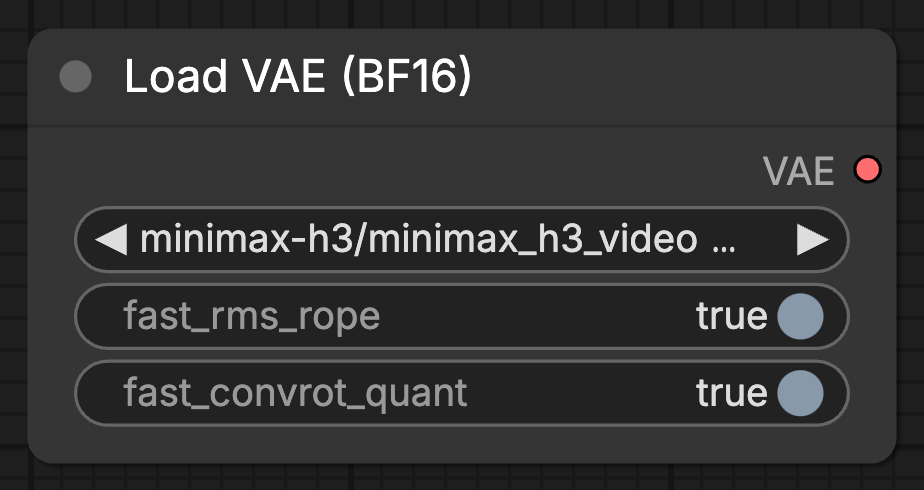 Load VAE (BF16)
VAE
minimax-h3/minimax_h3_video ...
fast_rms_rope true
fast_convrot_quant true